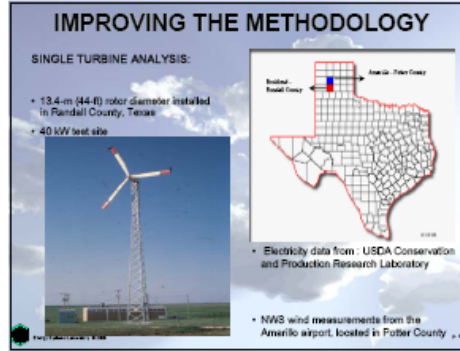 IMPROVING THE METHODOLOGY
SINGLE TURBINE ANALYSIS:
• 13.4-m (44-ft) rotor diameter installed
in Randall County, Texas
• 40 kW test site
Amarillo - Potter County
Randall County
• Electricity data from : USDA Conservation
and Production Research Laboratory
• NWS wind measurements from the
Amarillo airport, located in Potter County